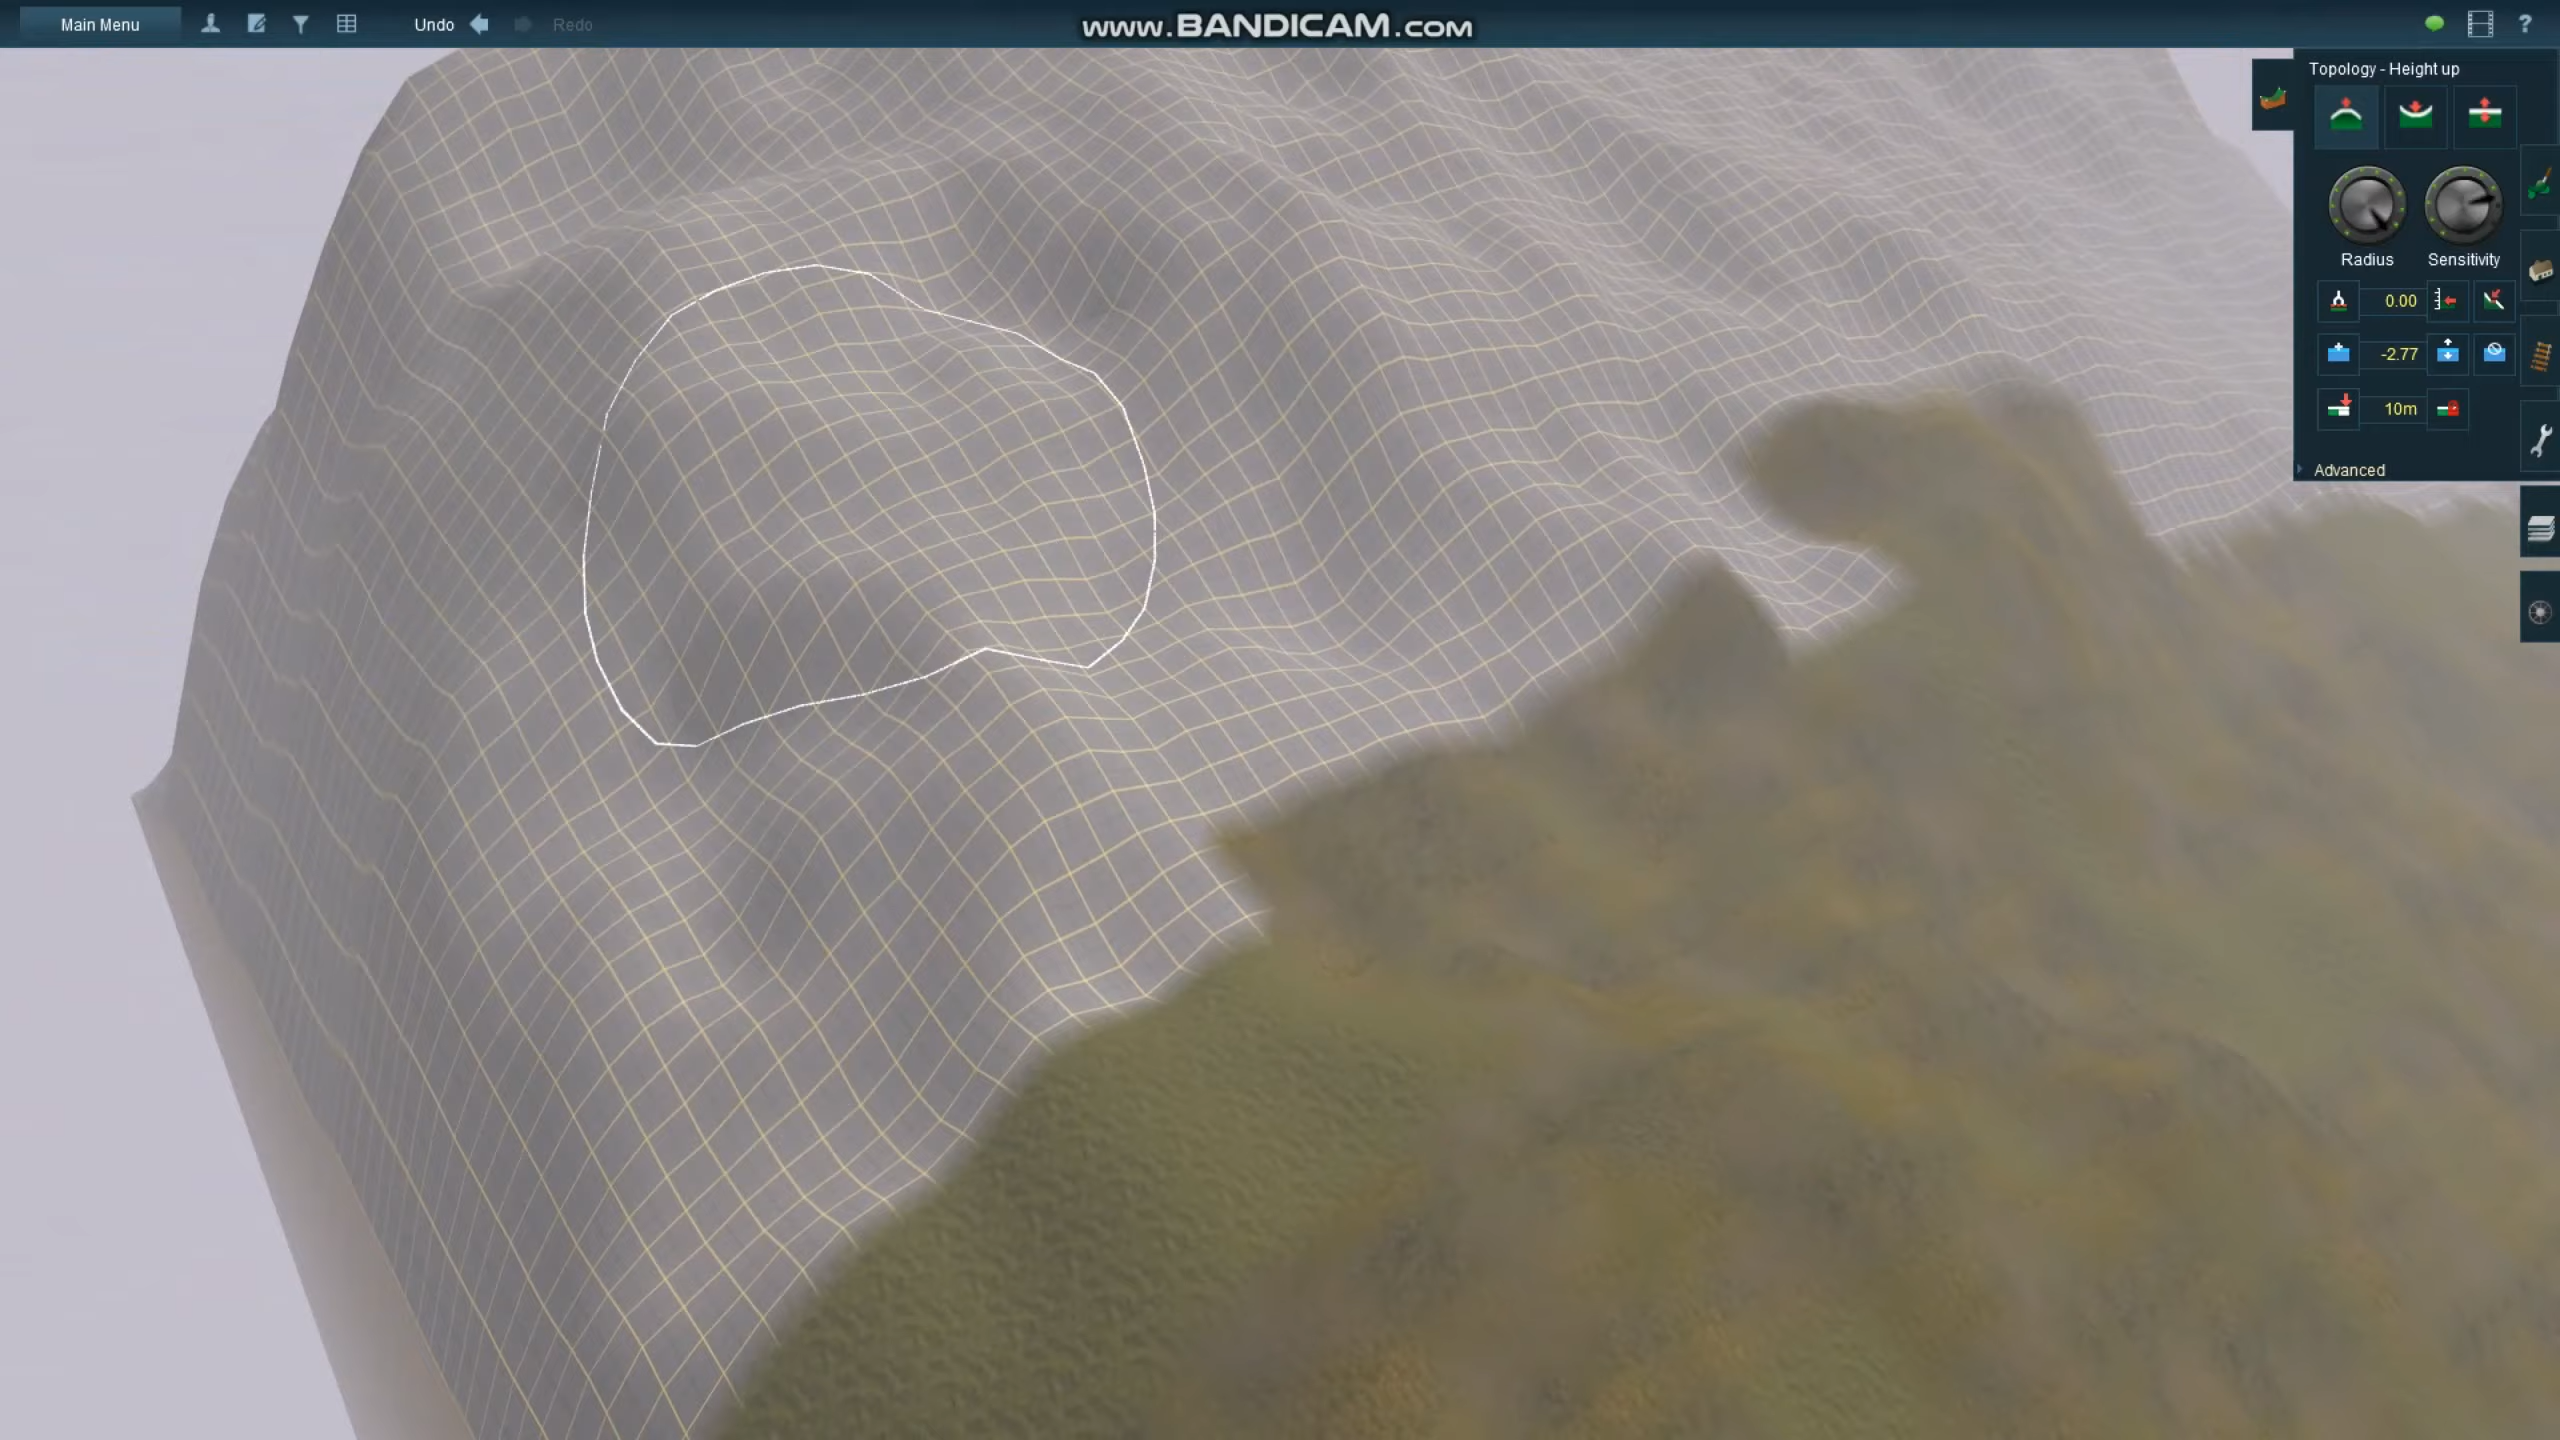 Main Menu
Undo
Redo
www.BANDICAM.com
?
Topology - Height up
Radius
Sensitivity
0.00
-2.77
10m
Advanced